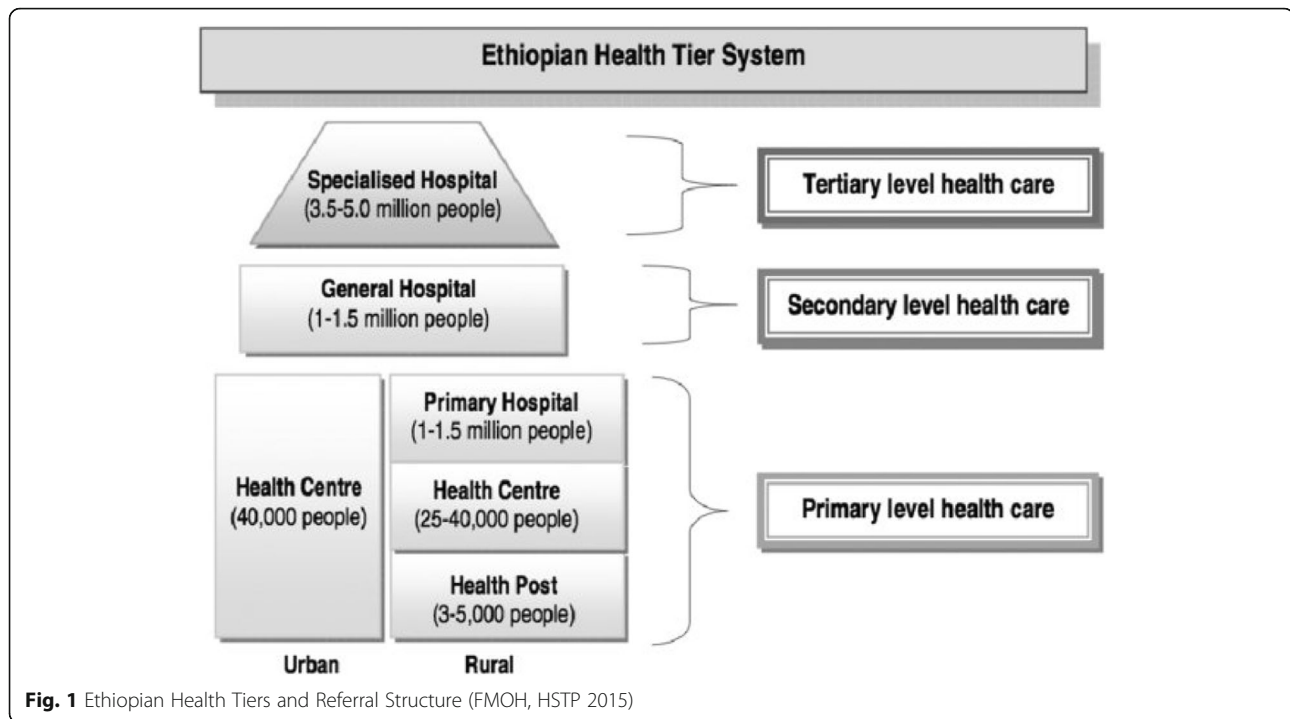 Ethiopian Health Tier System
Specialised Hospital
(3.5-5.0 million people)
Tertiary level health care
General Hospital
(1-1.5 million people)
Secondary level health care
Health Centre
(40,000 people)
Primary Hospital
(1-1.5 million people)
Health Centre
(25-40,000 people)
Health Post
(3-5,000 people)
Primary level health care
Urban
Rural
Fig. 1 Ethiopian Health Tiers and Referral Structure (FMOH, HSTP 2015)